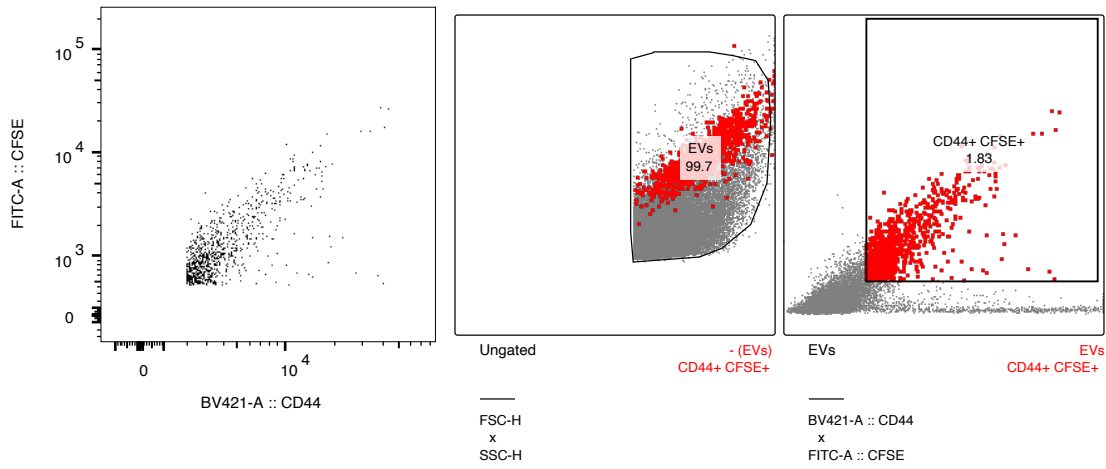 FITC-A :: CFSE
10 5
10 4
10 3
0
0
10 4
BV421-A :: CD44
EVs
99.7
Ungated
- (EVs)
CD44+ CFSE+
FSC-H
x
SSC-H
CD44+ CFSE+
1.83
EVs
EVs
CD44+ CFSE+
BV421-A :: CD44
x
FITC-A :: CFSE